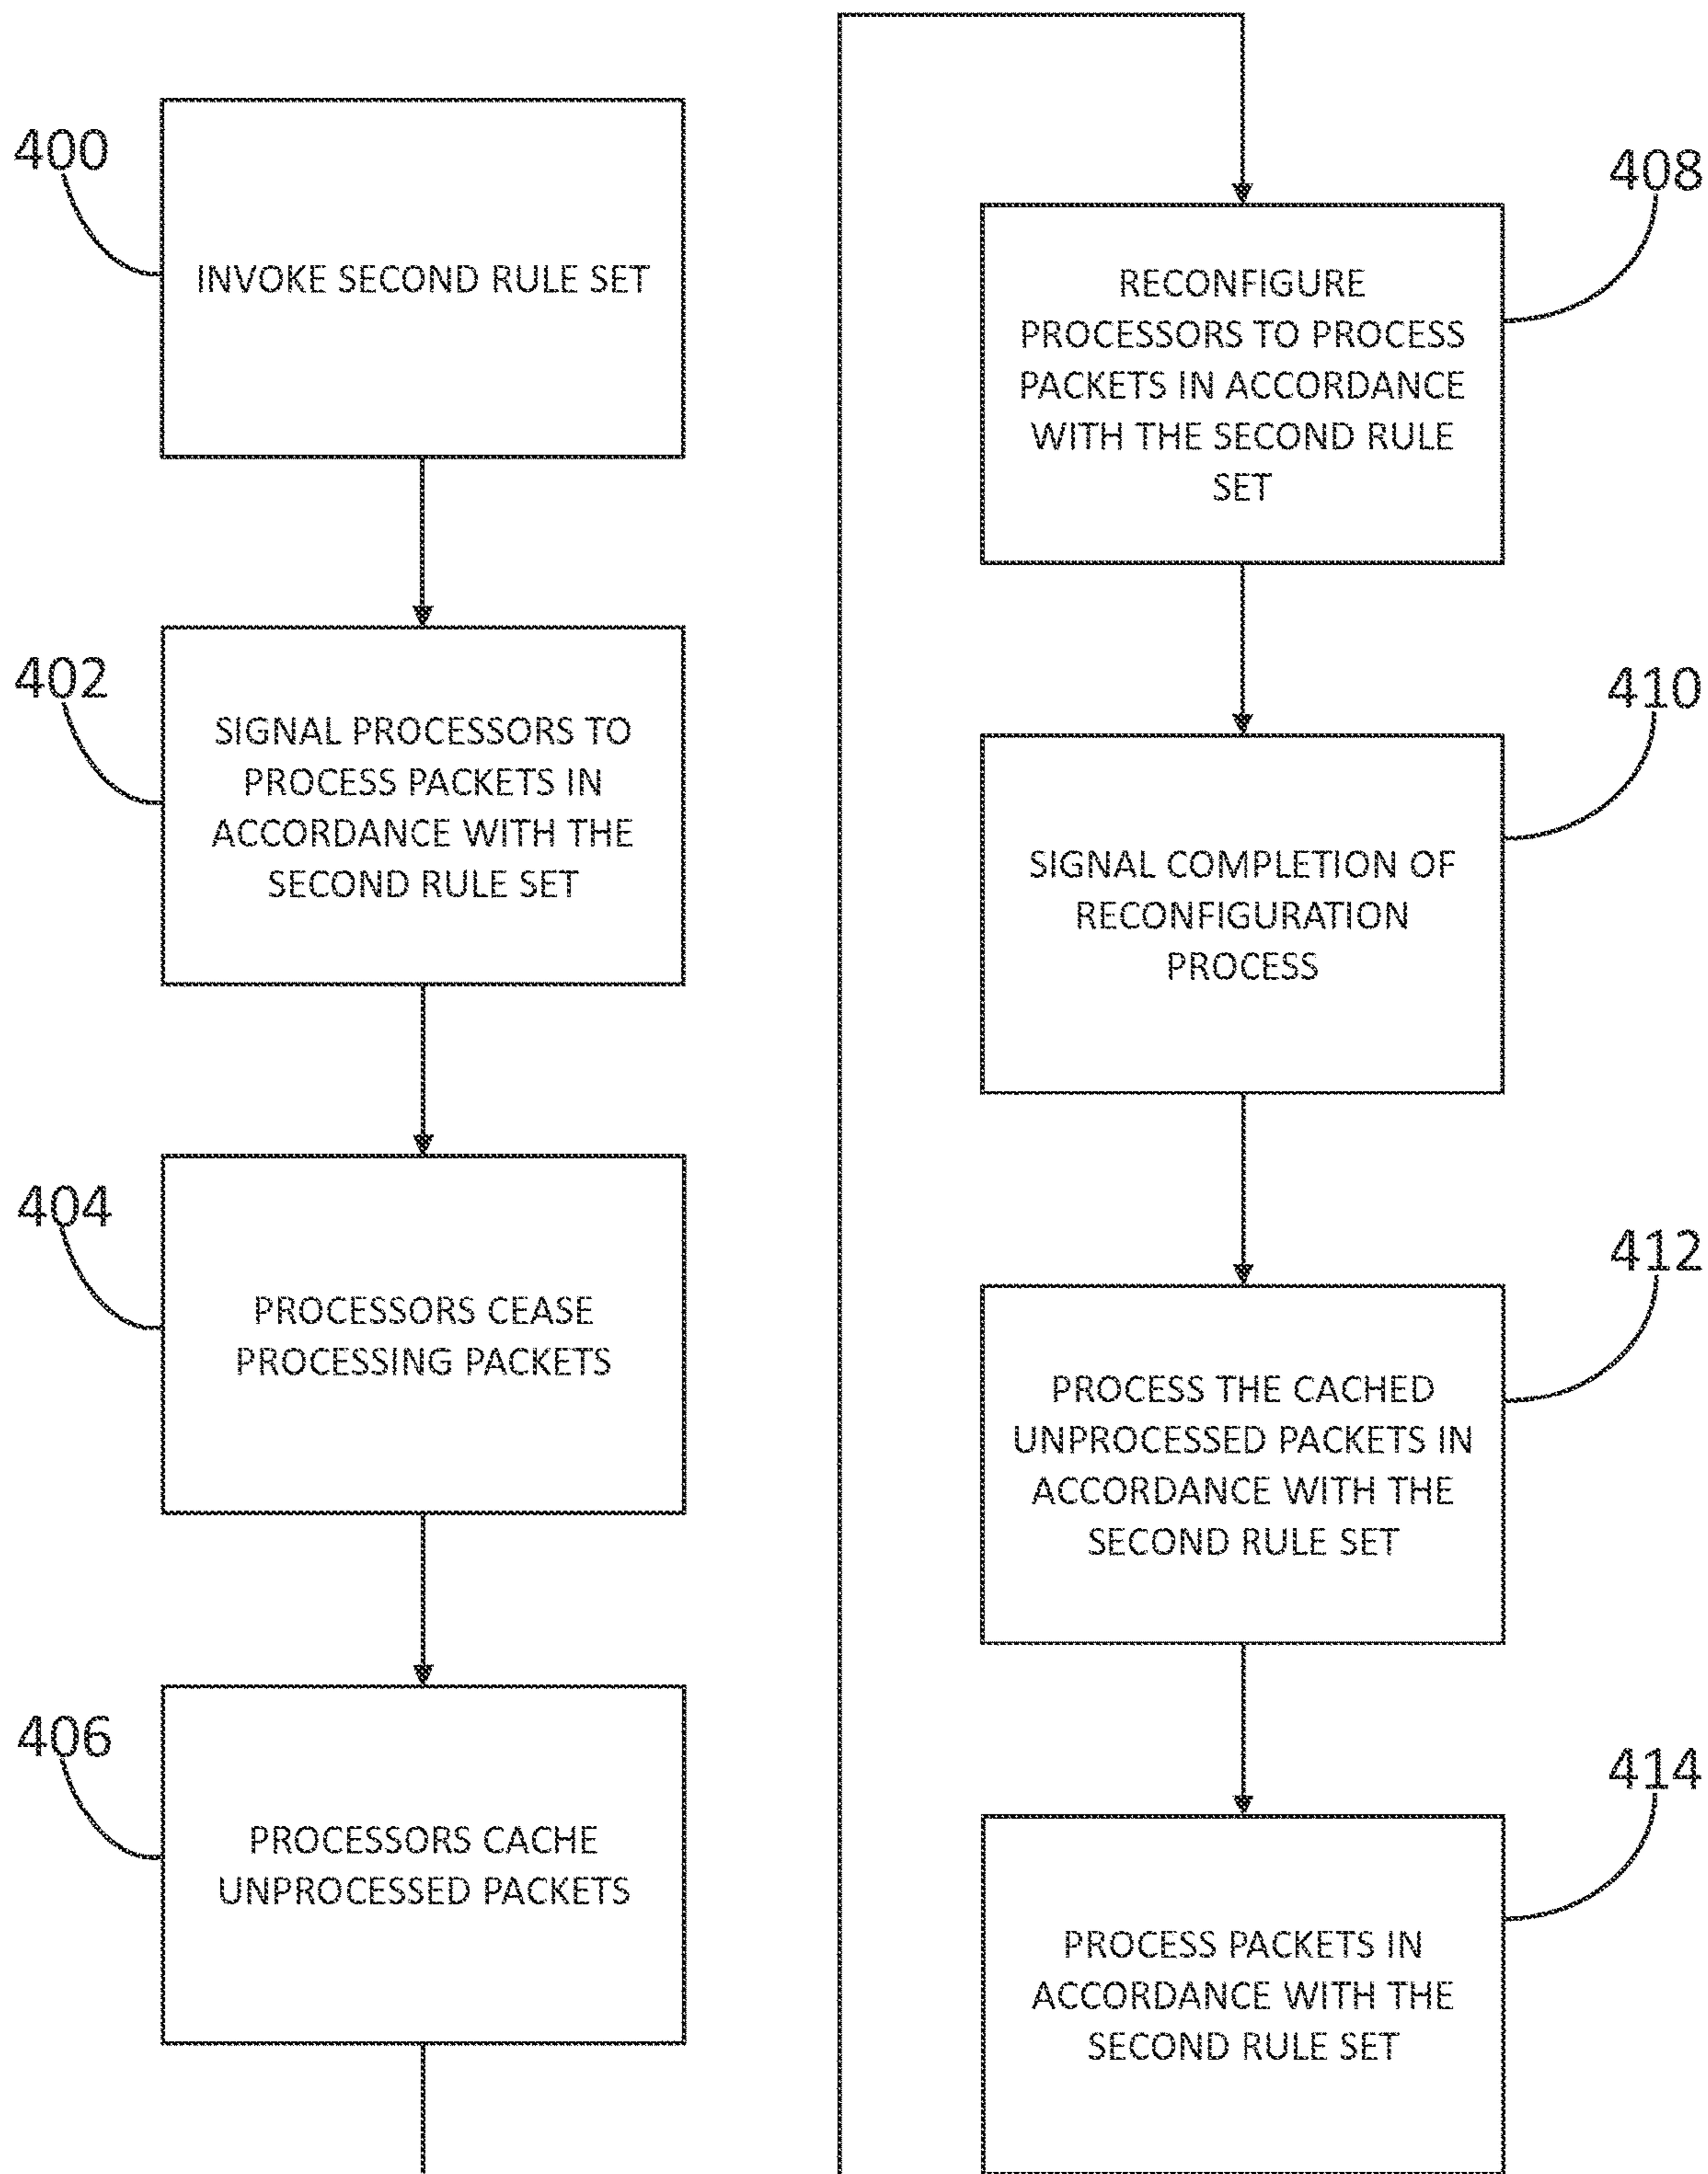 400
INVOKE SECOND RULE SET
402
SIGNAL PROCESSORS TO
PROCESS PACKETS IN
ACCORDANCE WITH THE
SECOND RULE SET
404
PROCESSORS CEASE
PROCESSING PACKETS
406
PROCESSORS CACHE
UNPROCESSED PACKETS
408
RECONFIGURE
PROCESSORS TO PROCESS
PACKETS IN ACCORDANCE
WITH THE SECOND RULE
SET
410
SIGNAL COMPLETION OF
RECONFIGURATION
PROCESS
412
PROCESS THE CACHED
UNPROCESSED PACKETS IN
ACCORDANCE WITH THE
SECOND RULE SET
414
PROCESS PACKETS IN
ACCORDANCE WITH THE
SECOND RULE SET